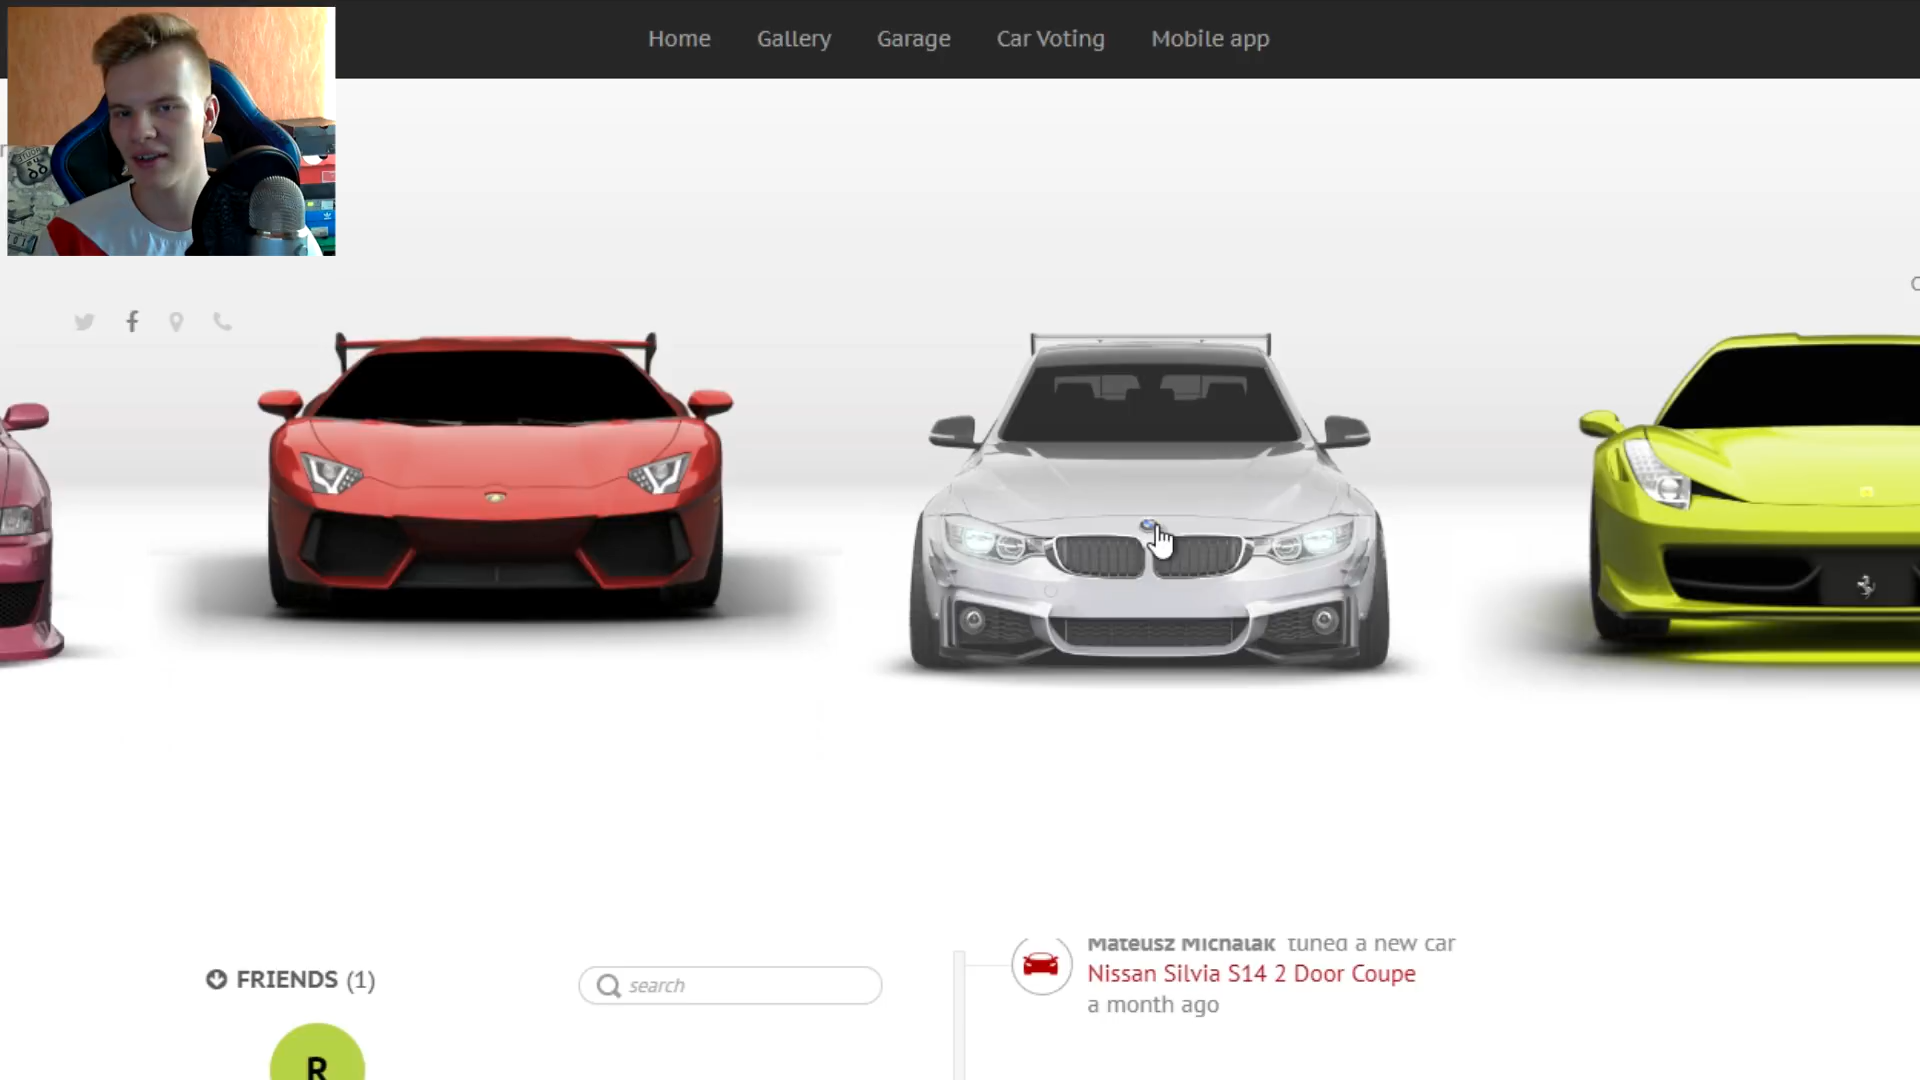 Home Gallery Garage Car Voting Mobile app
FRIENDS (1)
search
R
Mateusz Michalak tuned a new car
Nissan Silvia S14 2 Door Coupe
a month ago